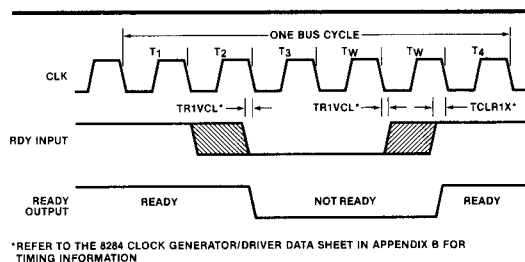 ONE BUS CYCLE
T1 T2 T3 TW TW T4
CLK
TR1VCL* TR1VCL* TCLR1X*
RDY INPUT
READY OUTPUT
READY NOT READY READY
*REFER TO THE 8284 CLOCK GENERATOR/DRIVER DATA SHEET IN APPENDIX B FOR
TIMING INFORMATION